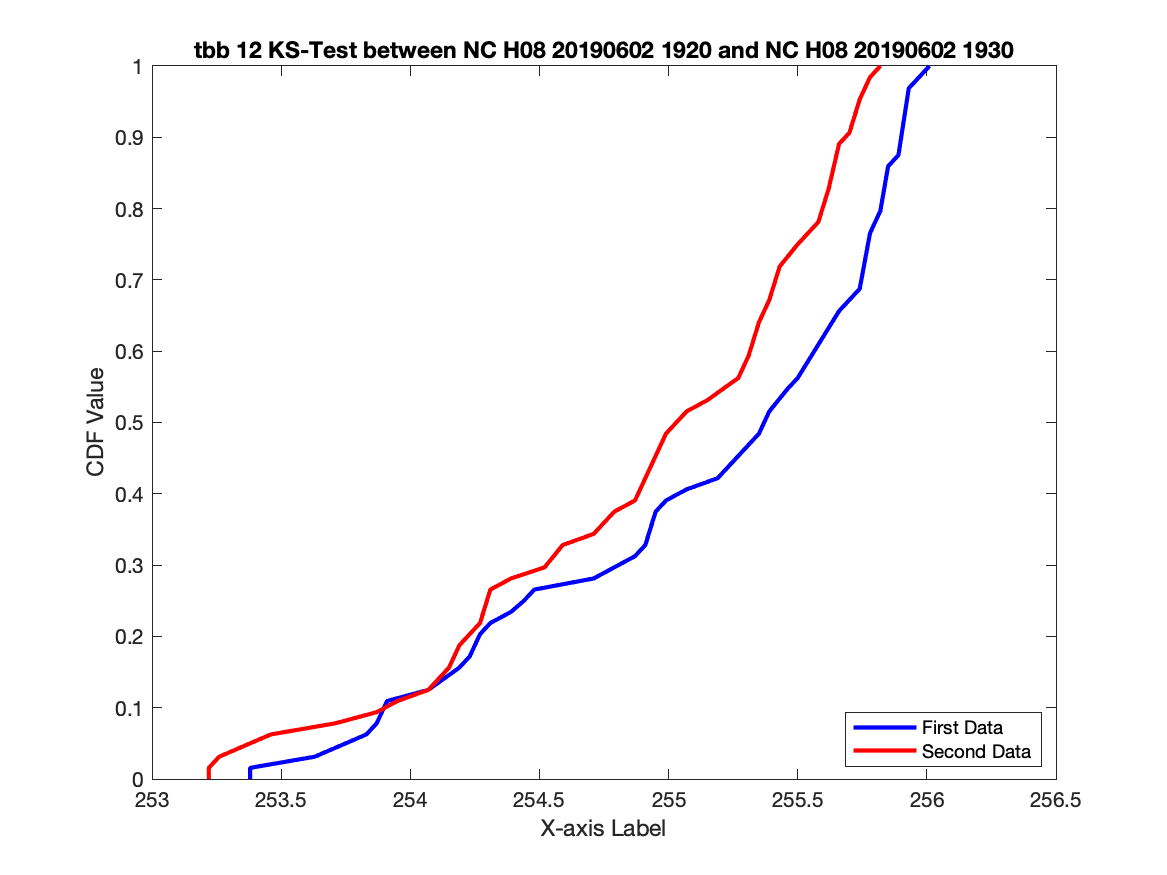 tbb 12 KS-Test between NC H08 20190602 1920 and NC H08 20190602 1930
1
0.9
0.8
0.7
0.6
0.5
0.4
0.3
0.2
0.1
0
CDF Value
First Data
Second Data
253 253.5 254 254.5 255 255.5 256 256.5
X-axis Label